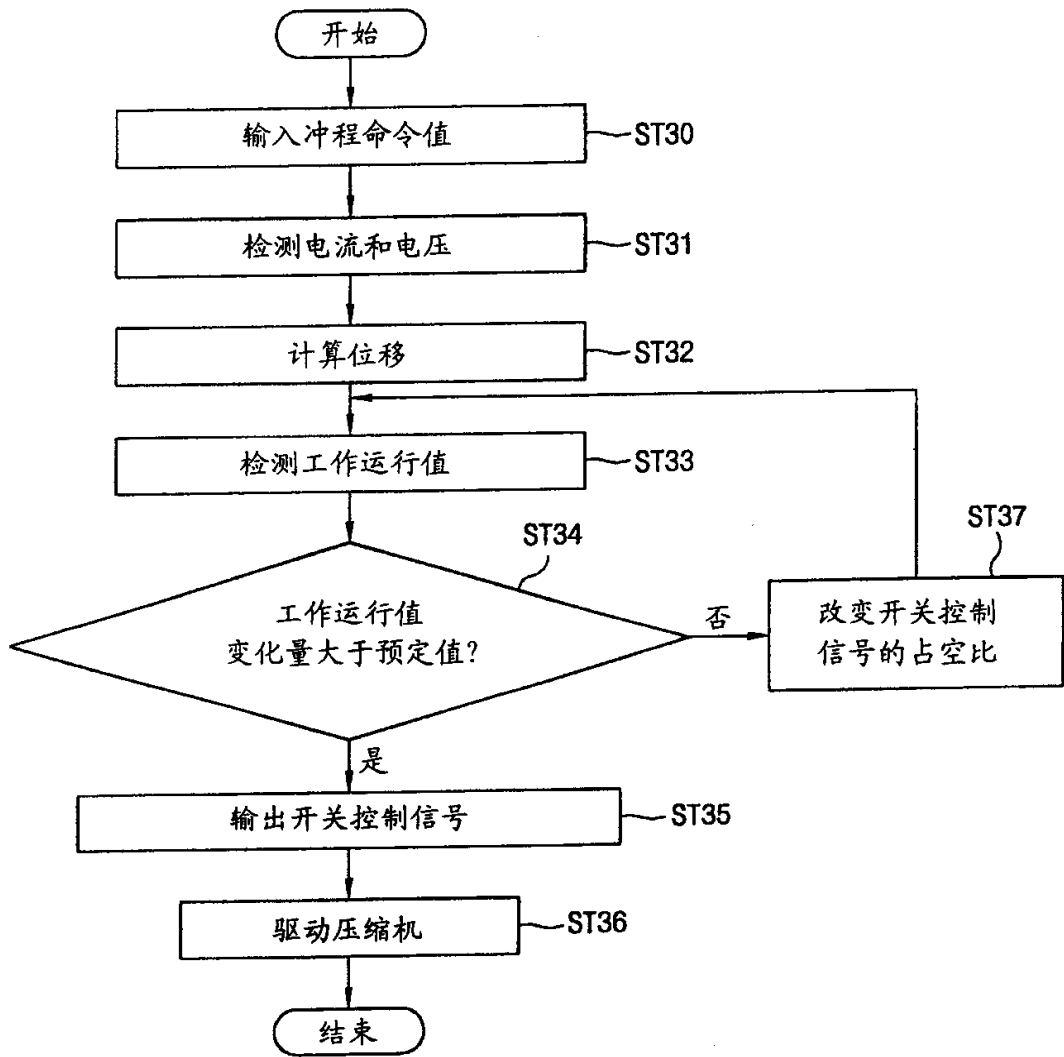 开始
输入冲程命令值
ST30
检测电流和电压
ST31
计算位移
ST32
检测工作运行值
ST33
ST34
工作运行值
变化量大于预定值?
否
ST37
改变开关控制
信号的占空比
是
输出开关控制信号
ST35
驱动压缩机
ST36
结束